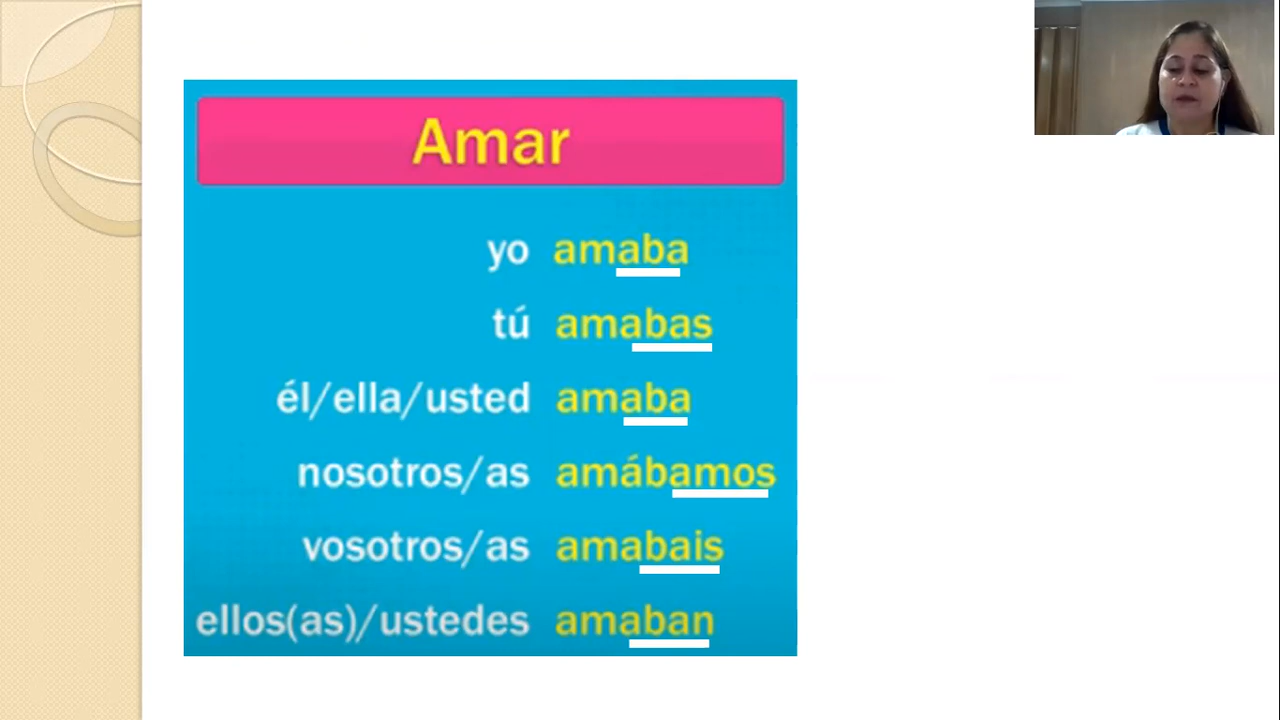 Amar
yo amaba
tú amabas
él/ella/usted amaba
nosotros/as amábamos
vosotros/as amabais
ellos(as)/ustedes amaban